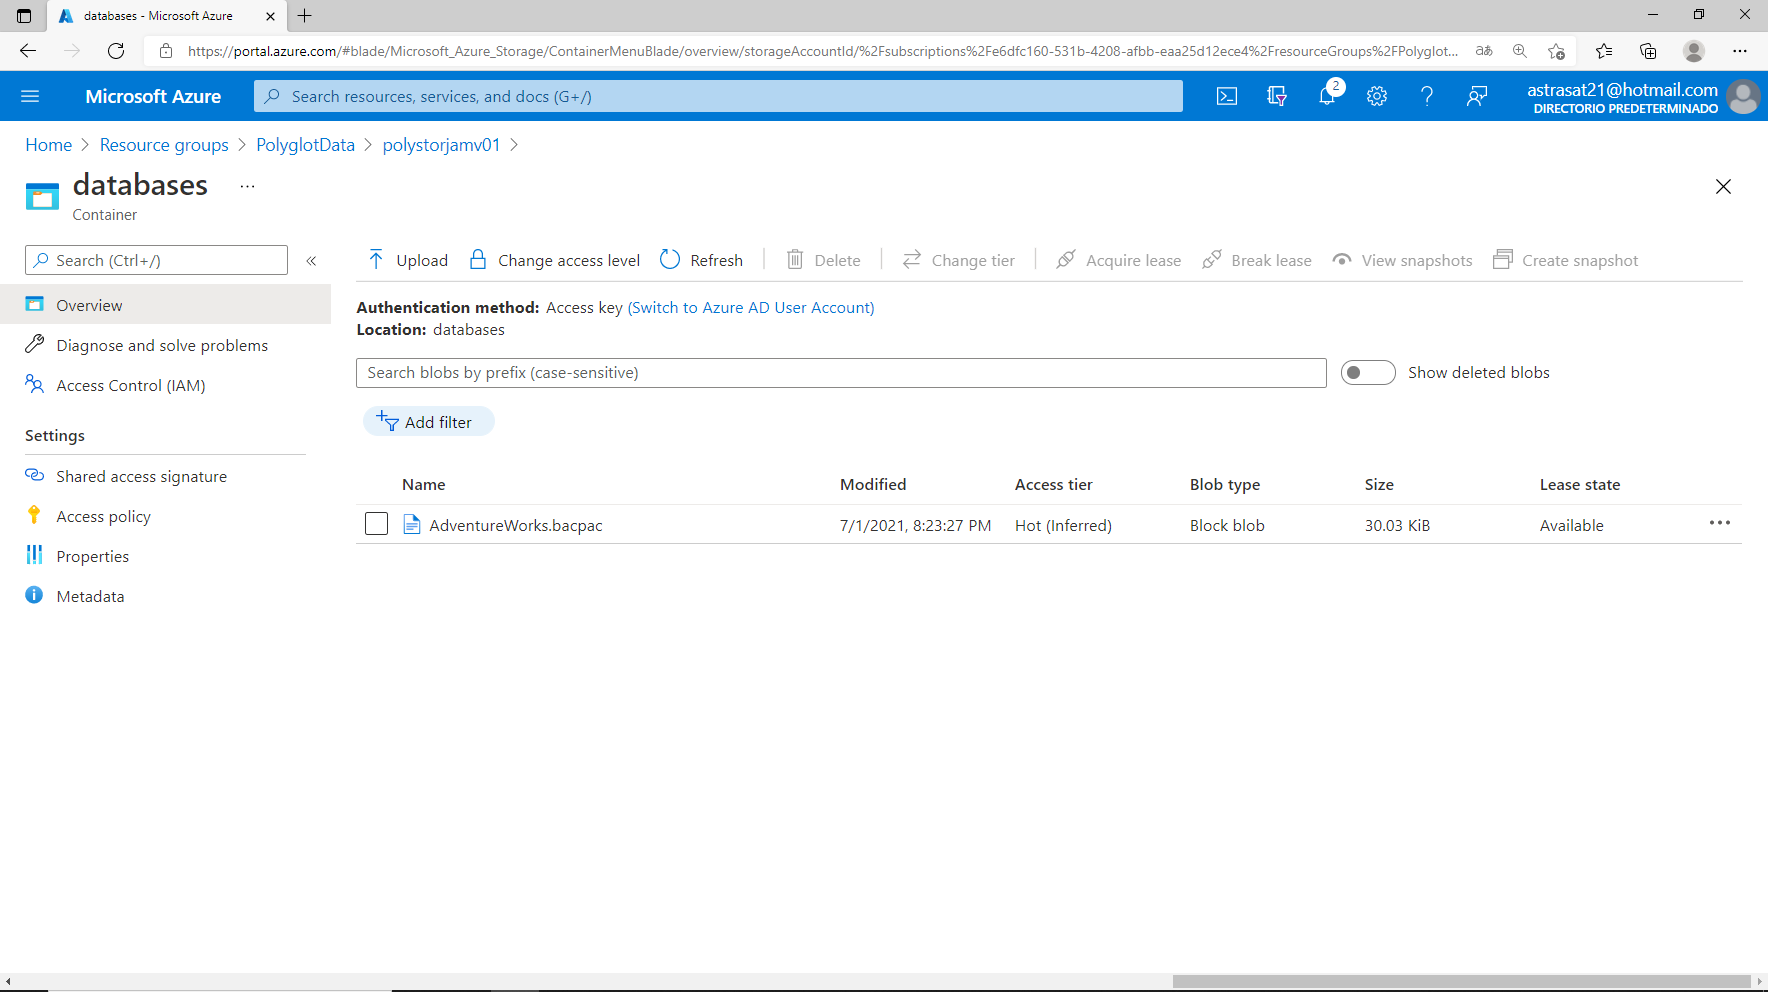 databases - Microsoft Azure
https://portal.azure.com/#blade/Microsoft_Azure_Storage/ContainerMenuBlade/overview/storageAccountId/%2Fsubscriptions%2Fe6dfc160-531b-4208-afbb-eaa25d12ece4%2FresourceGroups%2FPolyglot...
Microsoft Azure
Search resources, services, and docs (G+/)
2
astrasat21@hotmail.com
DIRECTORIO PREDETERMINADO
Home > Resource groups > PolyglotData > polystorjamv01 >
databases ...
Container
Search (Ctrl+/) «
Overview
Diagnose and solve problems
Access Control (IAM)
Settings
Shared access signature
Access policy
Properties
Metadata
Upload Change access level Refresh Delete Change tier Acquire lease Break lease View snapshots Create snapshot
Authentication method: Access key (Switch to Azure AD User Account)
Location: databases
Search blobs by prefix (case-sensitive) Show deleted blobs
Add filter
Name Modified Access tier Blob type Size Lease state
AdventureWorks.bacpac 7/1/2021, 8:23:27 PM Hot (Inferred) Block blob 30.03 KiB Available ...